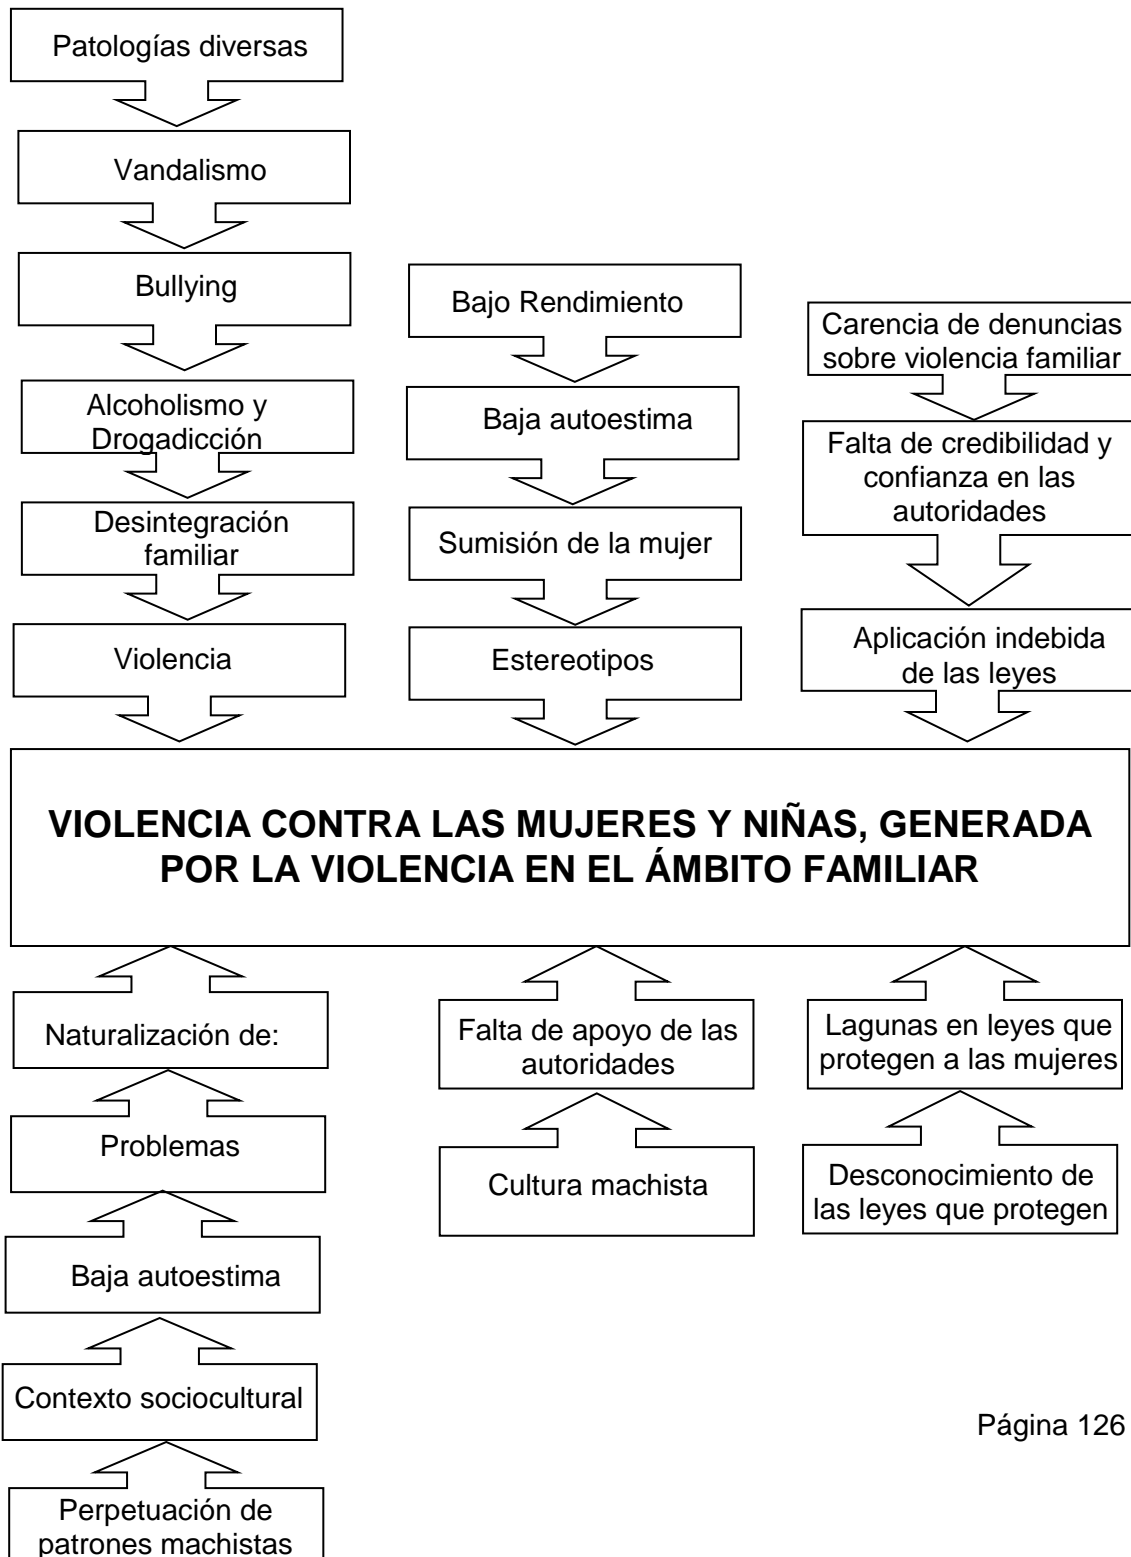 Patologías diversas
Vandalismo
Bullying
Alcoholismo y
Drogadicción
Desintegración
familiar
Violencia
Bajo Rendimiento
Baja autoestima
Sumisión de la mujer
Estereotipos
Carencia de denuncias
sobre violencia familiar
Falta de credibilidad y
confianza en las
autoridades
Aplicación indebida
de las leyes
VIOLENCIA CONTRA LAS MUJERES Y NIÑAS, GENERADA
POR LA VIOLENCIA EN EL ÁMBITO FAMILIAR
Naturalización de:
Problemas
Baja autoestima
Contexto sociocultural
Perpetuación de
patrones machistas
Falta de apoyo de las
autoridades
Cultura machista
Lagunas en leyes que
protegen a las mujeres
Desconocimiento de
las leyes que protegen
Página 126